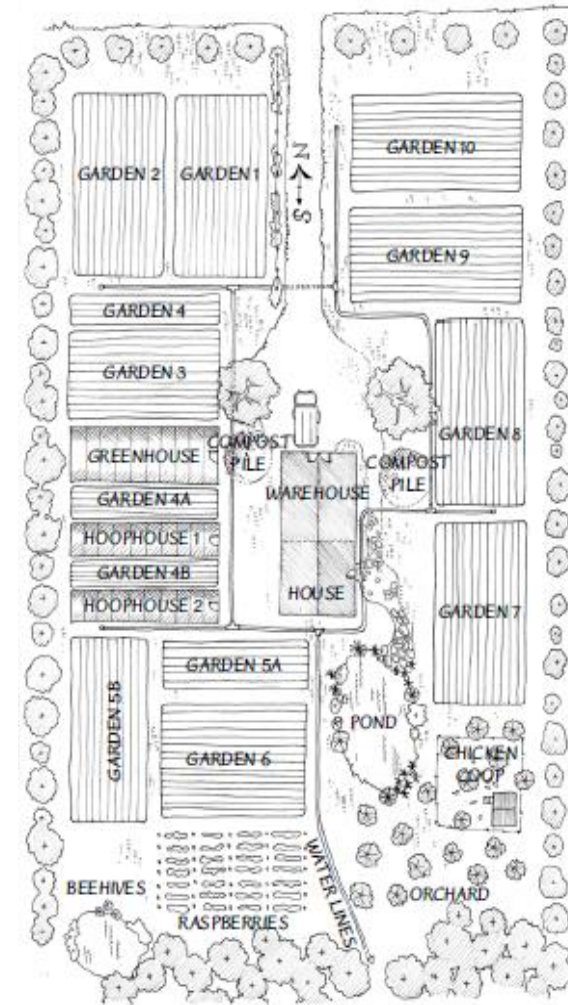 GARDEN 2
GARDEN 1
N
S
GARDEN 10
GARDEN 9
GARDEN 4
GARDEN 3
GREENHOUSE
COMPOST
PILE
WAREHOUSE
COMPOST
PILE
GARDEN 8
GARDEN 4A
HOOPHOUSE 1
GARDEN 4B
HOOPHOUSE 2
HOUSE
GARDEN 7
GARDEN 5A
GARDEN 5B
GARDEN 6
POND
CHICKEN
COOP
BEEHIVES
RASPBERRIES
WATER LINES
ORCHARD